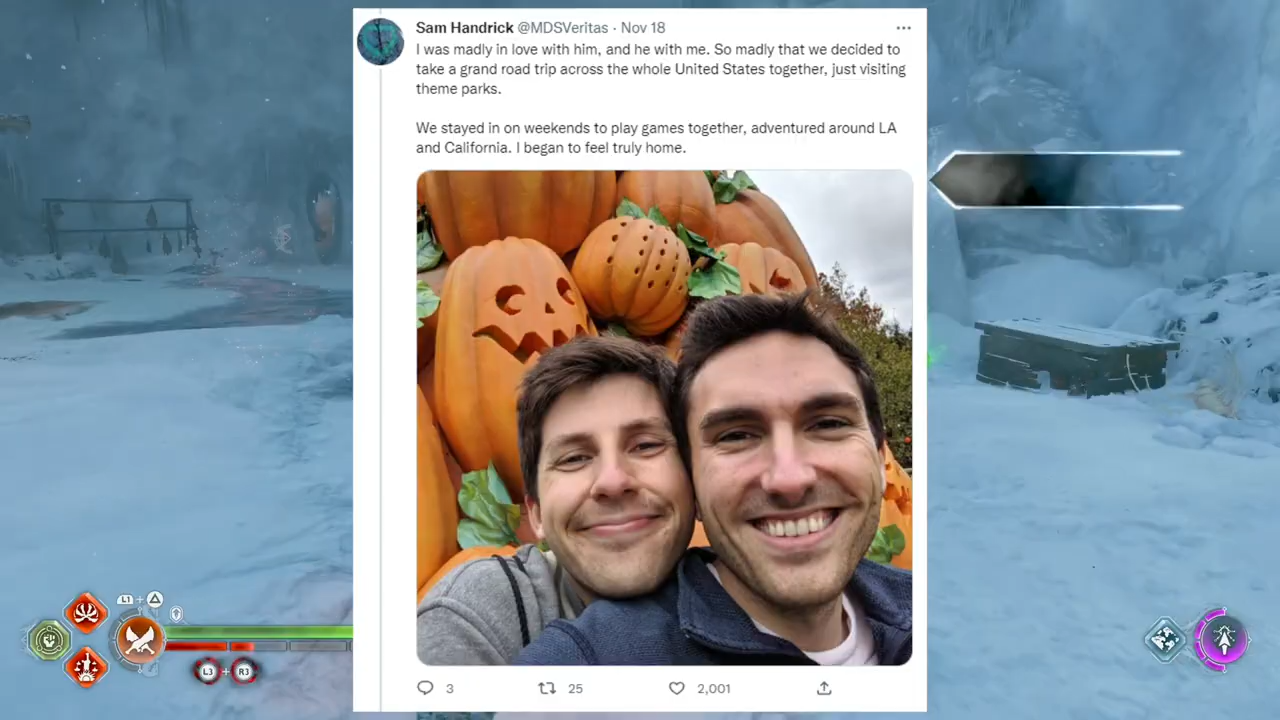 Sam Handrick @MDSVeritas · Nov 18
I was madly in love with him, and he with me. So madly that we decided to
take a grand road trip across the whole United States together, just visiting
theme parks.
We stayed in on weekends to play games together, adventured around LA
and California. I began to feel truly home.
L1 +
L3 + R3
3 25 2,001